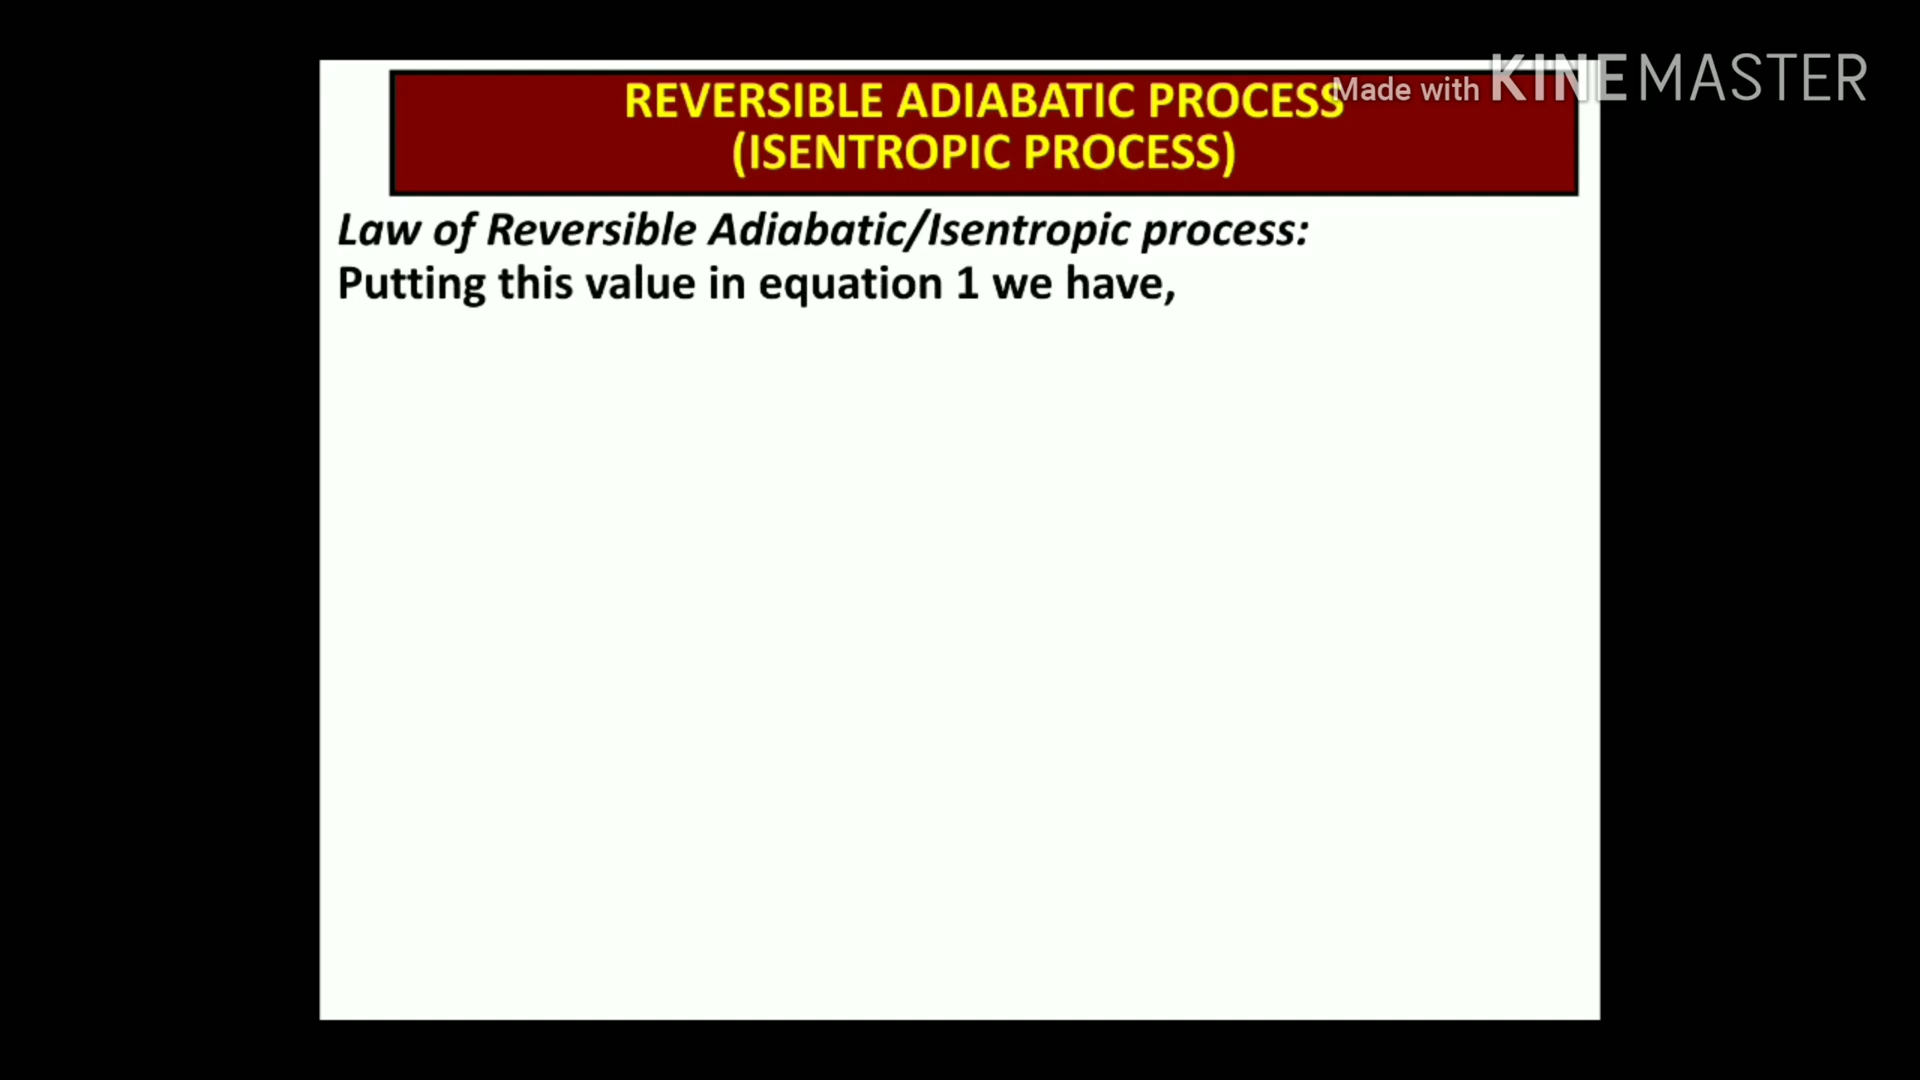 REVERSIBLE ADIABATIC PROCESS
(ISENTROPIC PROCESS)
Made with KINEMASTER
Law of Reversible Adiabatic/Isentropic process:
Putting this value in equation 1 we have,